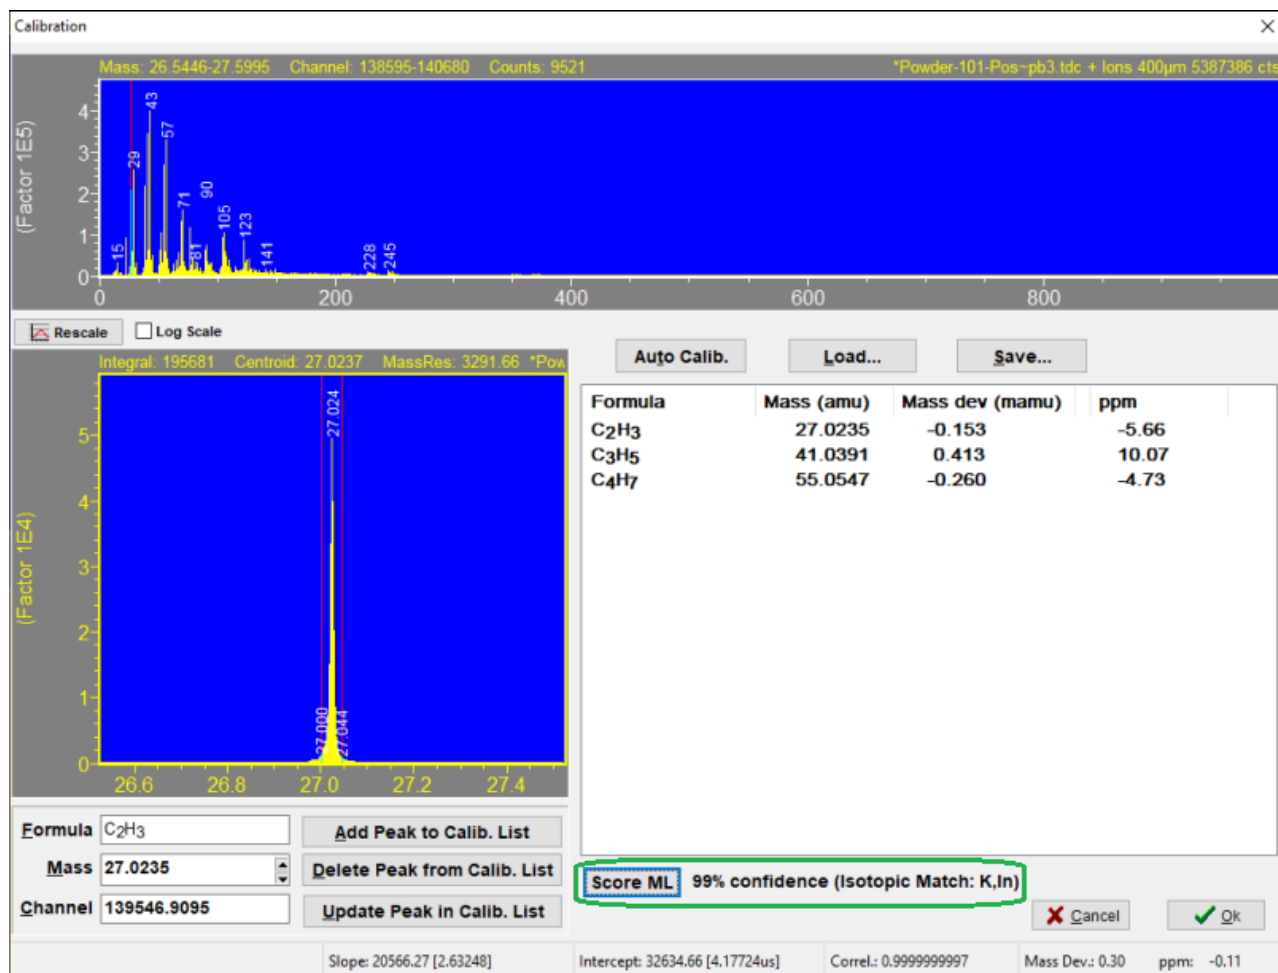 Calibration
Mass: 26.5446-27.5995 Channel: 138595-140680 Counts: 9521 *Powder-101-Pos~pb3.tdc + Ions 400µm 5387386 cts
(Factor 1E5)
4
3
2
1
0
15
29
43
57
71
81
90
105
123
141
228
245
0 200 400 600 800
Rescale Log Scale
Integral: 195681 Centroid: 27.0237 MassRes: 3291.66 *Pow
(Factor 1E4)
5
4
3
2
1
0
27.000
27.024
27.044
26.6 26.8 27.0 27.2 27.4
Auto Calib. Load... Save...
Formula Mass (amu) Mass dev (mamu) ppm
C2H3 27.0235 -0.153 -5.66
C3H5 41.0391 0.413 10.07
C4H7 55.0547 -0.260 -4.73
Formula C2H3 Add Peak to Calib. List
Mass 27.0235 Delete Peak from Calib. List
Channel 139546.9095 Update Peak in Calib. List
Score ML 99% confidence (Isotopic Match: K,In)
Cancel Ok
Slope: 20566.27 [2.63248] Intercept: 32634.66 [4.17724us] Correl.: 0.9999999997 Mass Dev.: 0.30 ppm: -0.11